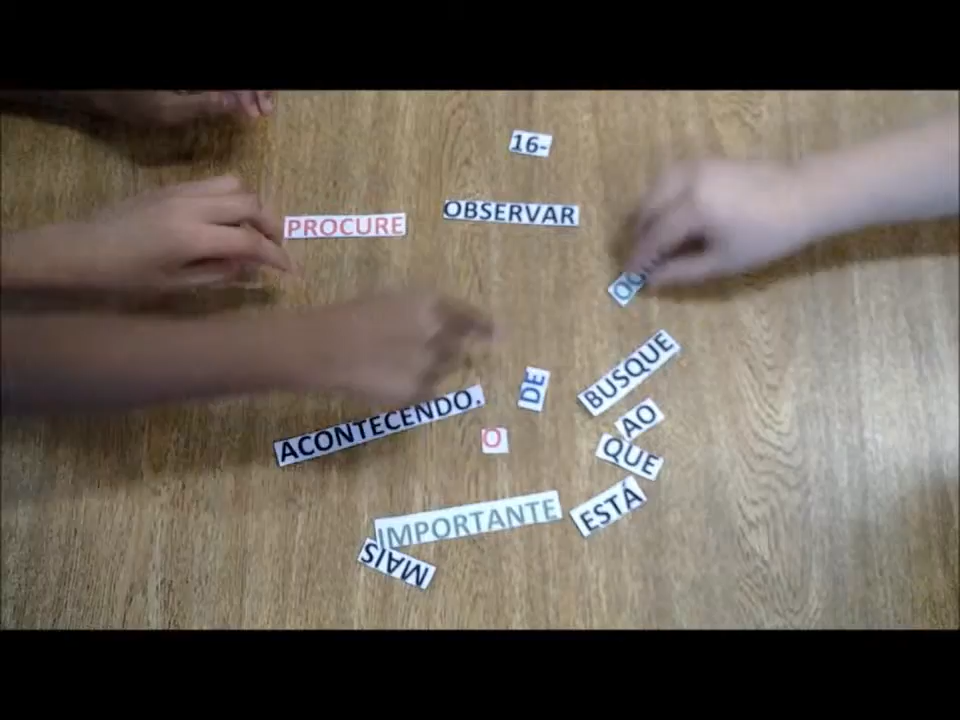 16-
PROCURE
OBSERVAR
BUSQUE
DE
AO
ACONTECENDO.
O
QUE
IMPORTANTE
ESTÁ
MAIS